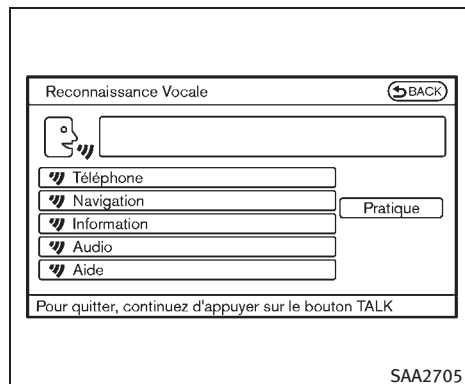 Reconnaissance Vocale
BACK
Téléphone
Navigation
Pratique
Information
Audio
Aide
Pour quitter, continuez d'appuyer sur le bouton TALK
SAA2705